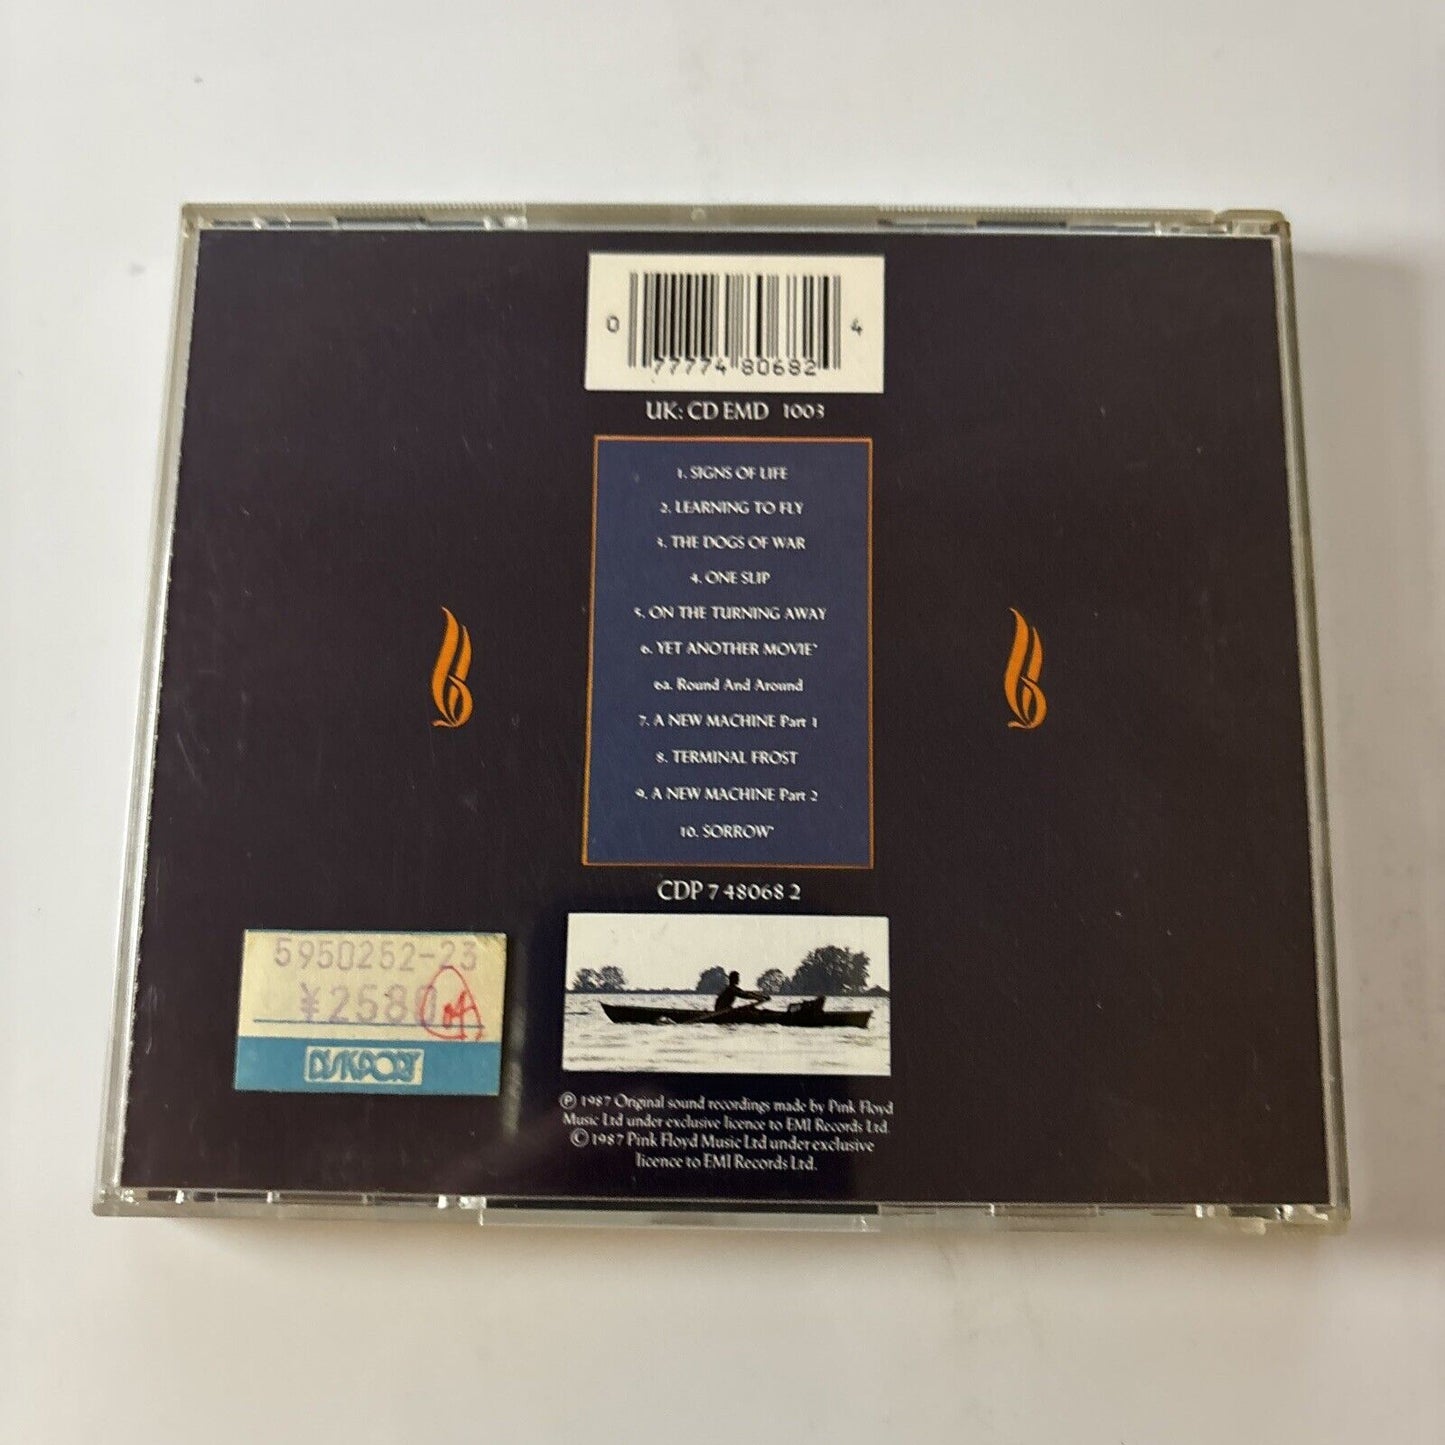 0 77774 80682 4
UK: CD EMD 1003
1. SIGNS OF LIFE
2. LEARNING TO FLY
3. THE DOGS OF WAR
4. ONE SLIP
5. ON THE TURNING AWAY
6. YET ANOTHER MOVIE*
6a. Round And Around
7. A NEW MACHINE Part 1
8. TERMINAL FROST
9. A NEW MACHINE Part 2
10. SORROW*
CDP 7 48068 2
5950252-23
¥2580
DISKPORT
℗ 1987 Original sound recordings made by Pink Floyd
Music Ltd under exclusive licence to EMI Records Ltd.
© 1987 Pink Floyd Music Ltd under exclusive
licence to EMI Records Ltd.